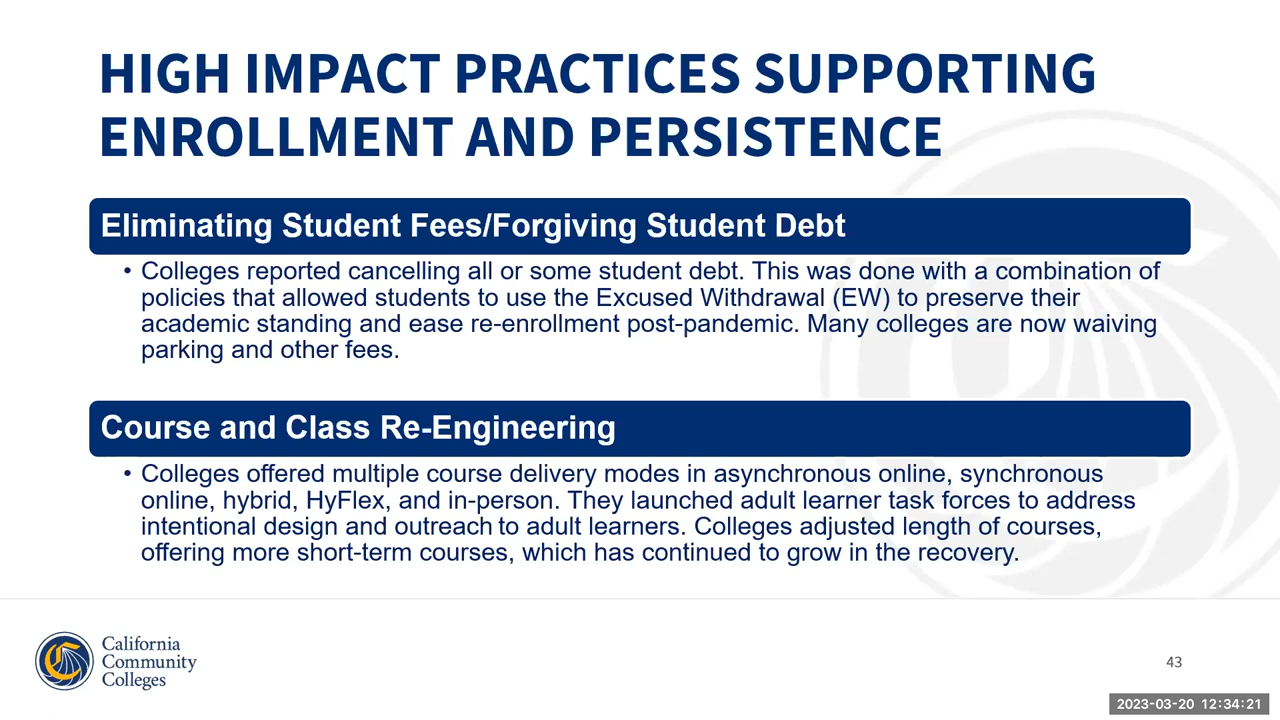 HIGH IMPACT PRACTICES SUPPORTING
ENROLLMENT AND PERSISTENCE
Eliminating Student Fees/Forgiving Student Debt
• Colleges reported cancelling all or some student debt. This was done with a combination of
policies that allowed students to use the Excused Withdrawal (EW) to preserve their
academic standing and ease re-enrollment post-pandemic. Many colleges are now waiving
parking and other fees.
Course and Class Re-Engineering
• Colleges offered multiple course delivery modes in asynchronous online, synchronous
online, hybrid, HyFlex, and in-person. They launched adult learner task forces to address
intentional design and outreach to adult learners. Colleges adjusted length of courses,
offering more short-term courses, which has continued to grow in the recovery.
California
Community
Colleges
43
2023-03-20 12:34:21